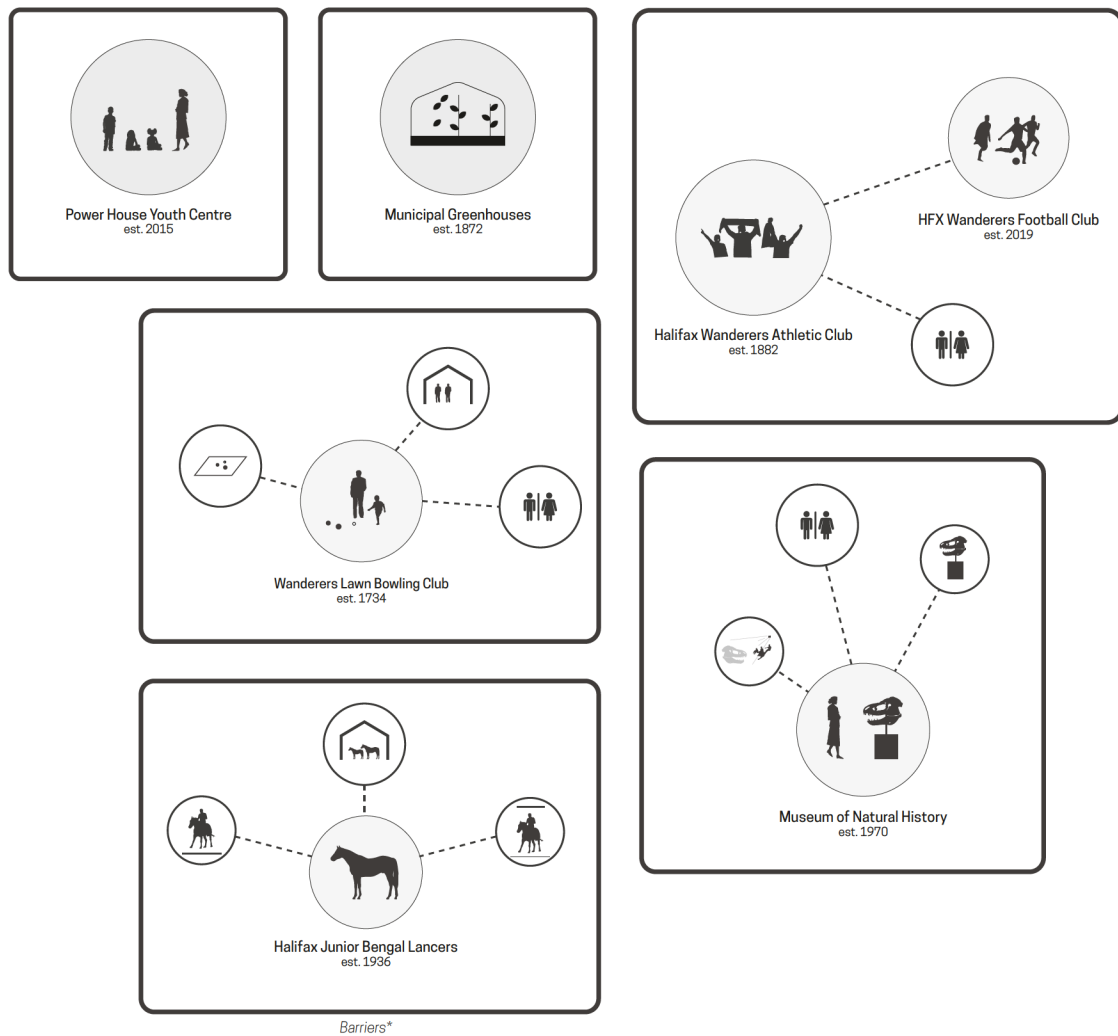 Power House Youth Centre
est. 2015
Municipal Greenhouses
est. 1872
HFX Wanderers Football Club
est. 2019
Halifax Wanderers Athletic Club
est. 1882
Wanderers Lawn Bowling Club
est. 1734
Museum of Natural History
est. 1970
Halifax Junior Bengal Lancers
est. 1936
Barriers*